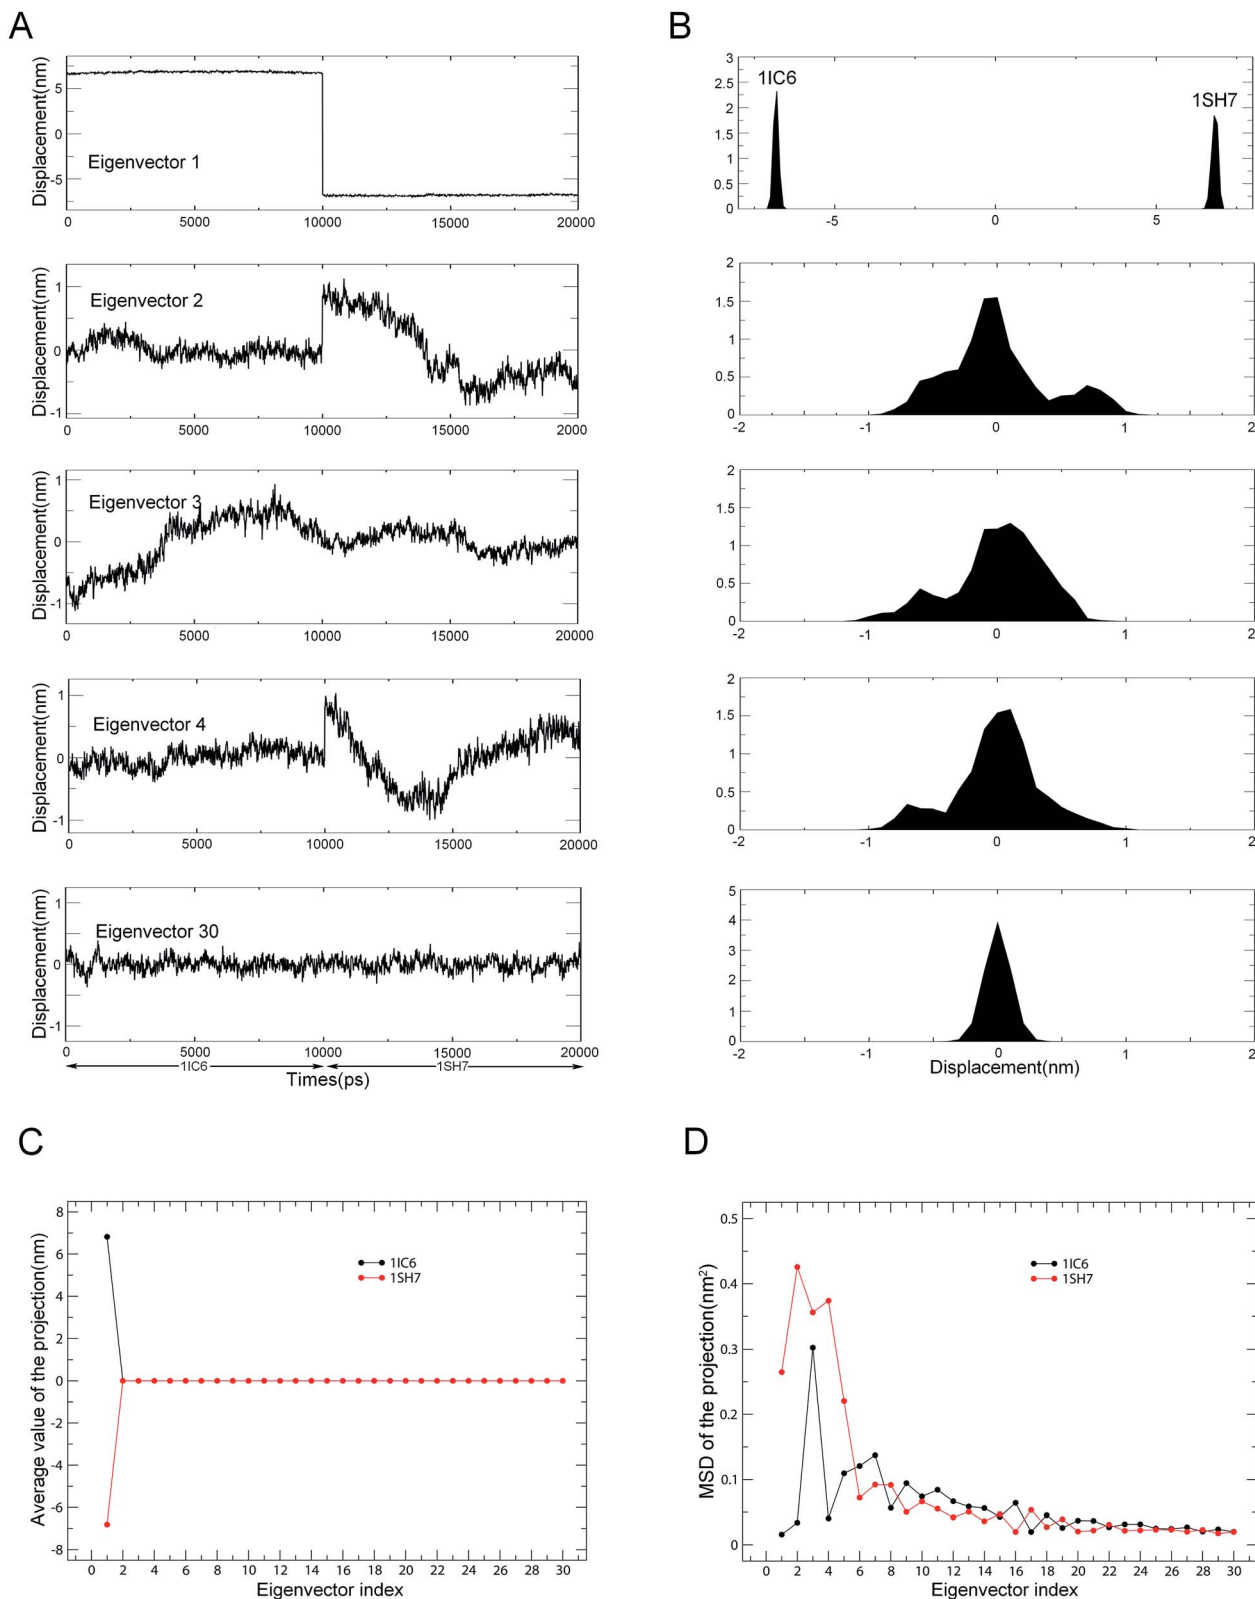 A
Displacement(nm)
5
0
-5
Eigenvector 1
0 5000 10000 15000 20000
Displacement(nm)
1
0
-1
Eigenvector 2
0 5000 10000 15000 2000
Displacement(nm)
1
0
-1
Eigenvector 3
0 5000 10000 15000 20000
Displacement(nm)
1
0
-1
Eigenvector 4
0 5000 10000 15000 20000
Displacement(nm)
1
0
-1
Eigenvector 30
0 5000 10000 15000 20000
1IC6 1SH7
Times(ps)
B
3
2.5
2
1.5
1
0.5
0
1IC6
1SH7
-5 0 5
2
1.5
1
0.5
0
-2 -1 0 1 2
2
1.5
1
0.5
0
-2 -1 0 1 2
2
1.5
1
0.5
0
-2 -1 0 1 2
5
4
3
2
1
0
-2 -1 0 1 2
Displacement(nm)
C
Average value of the projection(nm)
8
6
4
2
0
-2
-4
-6
-8
1IC6
1SH7
0 2 4 6 8 10 12 14 16 18 20 22 24 26 28 30
Eigenvector index
D
MSD of the projection(nm²)
0.5
0.4
0.3
0.2
0.1
0
1IC6
1SH7
0 2 4 6 8 10 12 14 16 18 20 22 24 26 28 30
Eigenvector index